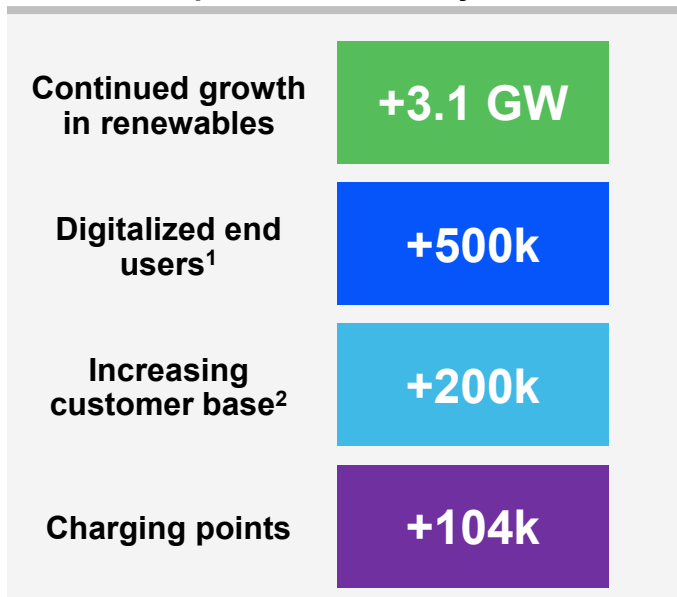 Continued growth
in renewables
+3.1 GW
Digitalized end
users¹
+500k
Increasing
customer base²
+200k
Charging points
+104k